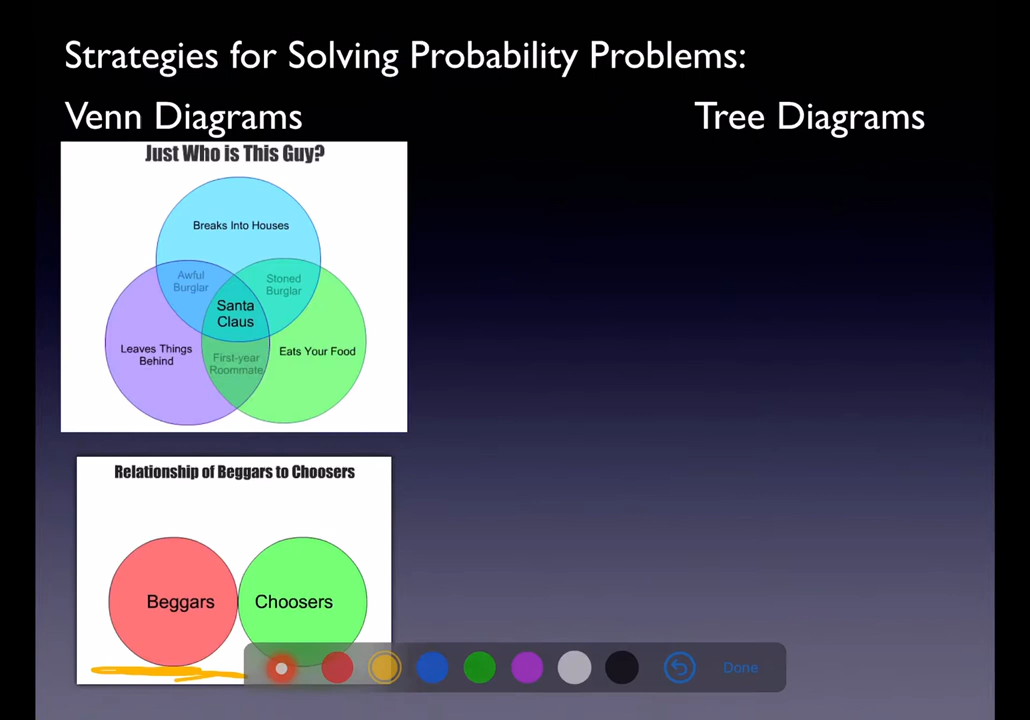 Strategies for Solving Probability Problems:
Venn Diagrams
Tree Diagrams
Just Who is This Guy?
Breaks Into Houses
Awful
Burglar
Stoned
Burglar
Santa
Claus
Leaves Things
Behind
Eats Your Food
First-year
Roommate
Relationship of Beggars to Choosers
Beggars
Choosers
Done